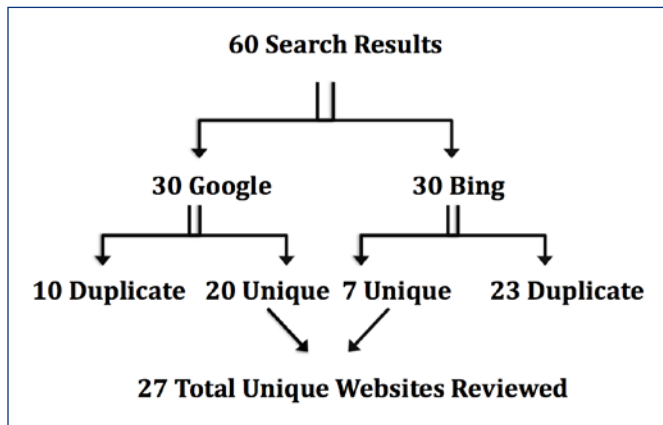 60 Search Results
30 Google 30 Bing
10 Duplicate 20 Unique 7 Unique 23 Duplicate
27 Total Unique Websites Reviewed